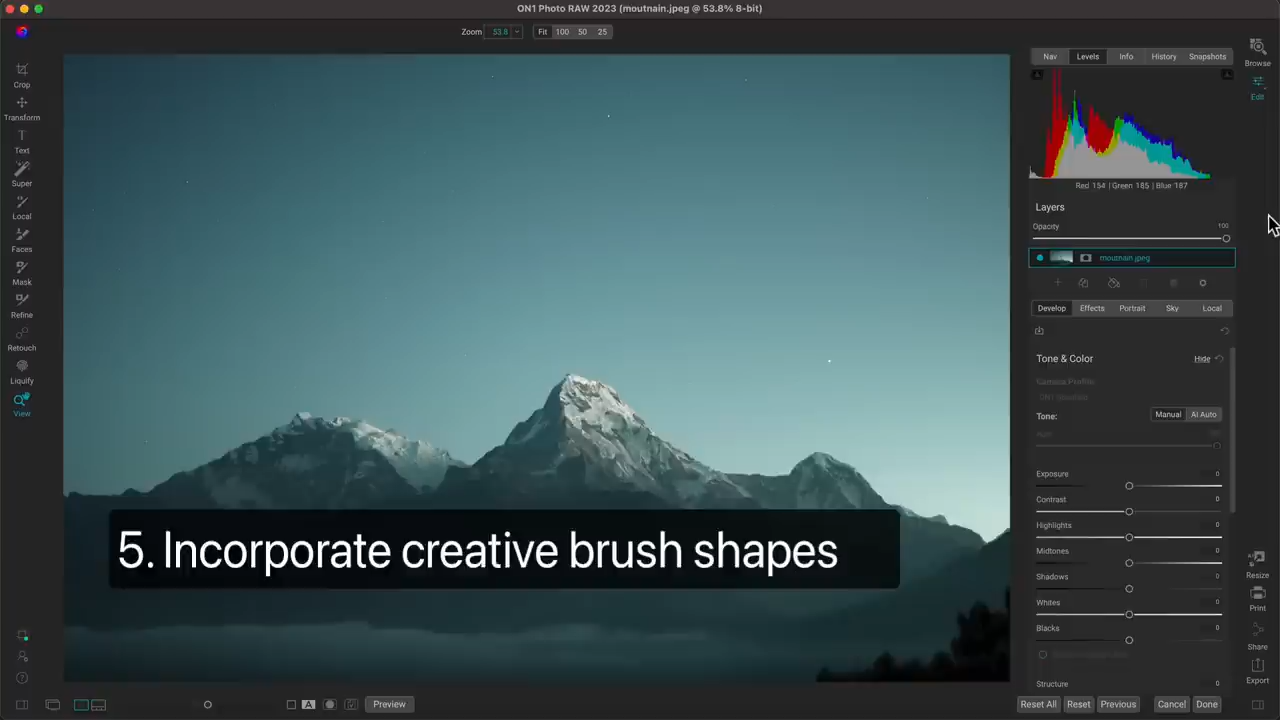 ON1 Photo RAW 2023 (moutnain.jpeg @ 53.8% 8-bit)
Zoom 53.8 Fit 100 50 25
Crop
Transform
Text
Super
Local
Faces
Mask
Refine
Retouch
Liquify
View
5. Incorporate creative brush shapes
Nav Levels Info History Snapshots
Red 154 | Green 185 | Blue 187
Layers
Opacity 100
moutnain.jpeg
Develop Effects Portrait Sky Local
Tone & Color Hide
Camera Profile
Tone: Manual AI Auto
Exposure 0
Contrast 0
Highlights 0
Midtones 0
Shadows 0
Whites 0
Blacks 0
Structure 0
Browse
Edit
Resize
Print
Share
Export
A Preview
Reset All Reset Previous Cancel Done